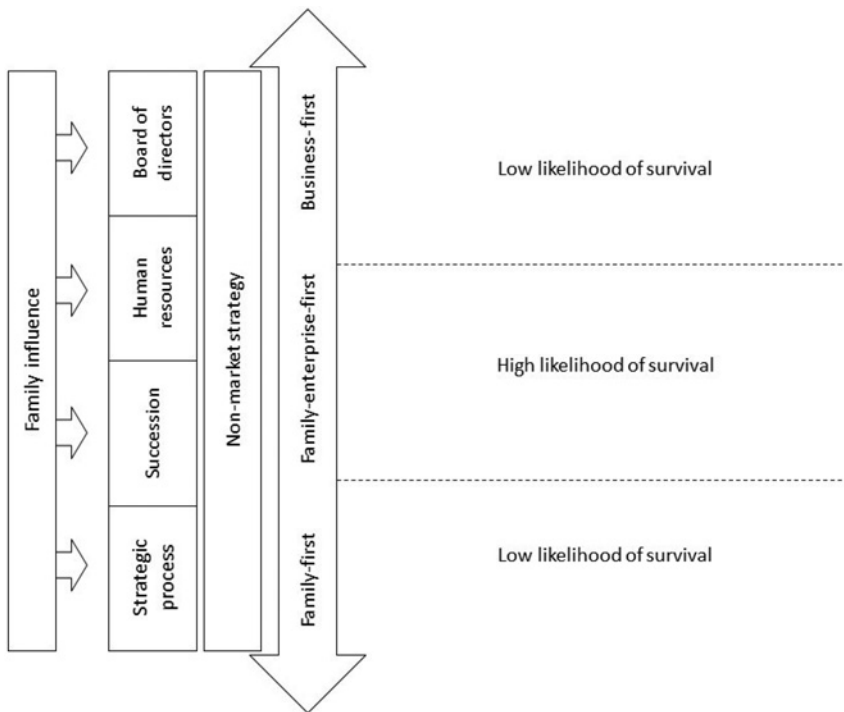 Family influence
Board of
directors
Human
resources
Succession
Strategic
process
Non-market strategy
Business-first
Family-enterprise-first
Family-first
Low likelihood of survival
High likelihood of survival
Low likelihood of survival